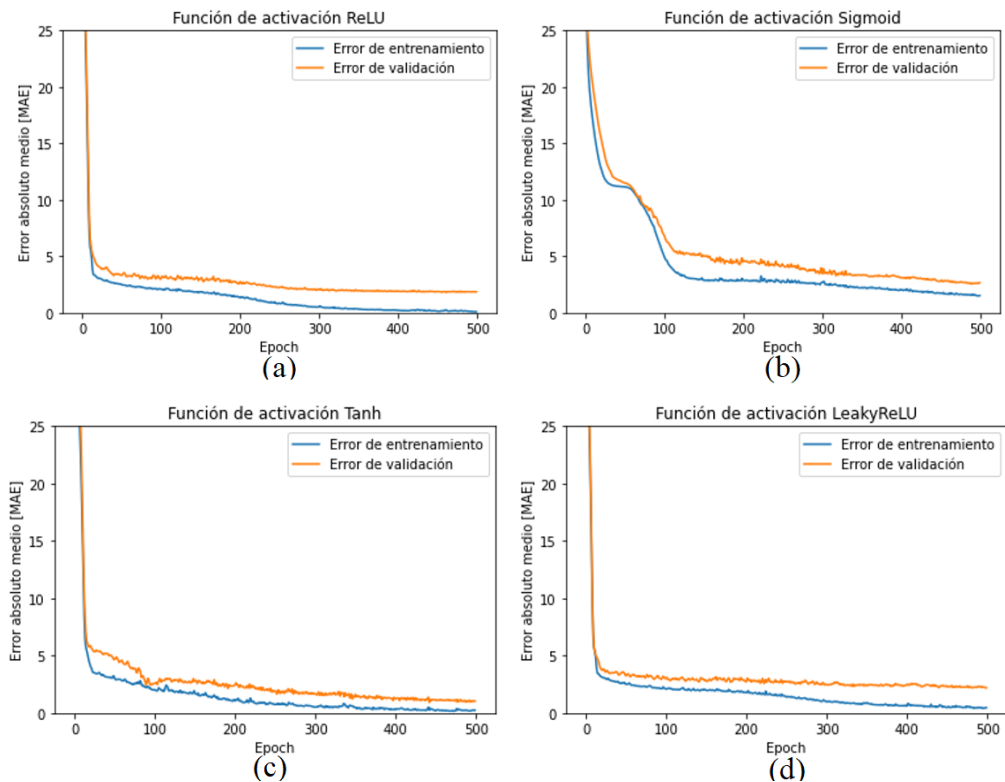 Función de activación ReLU
Error absoluto medio [MAE]
25
20
15
10
5
0
Error de entrenamiento
Error de validación
0 100 200 300 400 500
Epoch
(a)
Función de activación Sigmoid
Error absoluto medio [MAE]
25
20
15
10
5
0
Error de entrenamiento
Error de validación
0 100 200 300 400 500
Epoch
(b)
Función de activación Tanh
Error absoluto medio [MAE]
25
20
15
10
5
0
Error de entrenamiento
Error de validación
0 100 200 300 400 500
Epoch
(c)
Función de activación LeakyReLU
Error absoluto medio [MAE]
25
20
15
10
5
0
Error de entrenamiento
Error de validación
0 100 200 300 400 500
Epoch
(d)